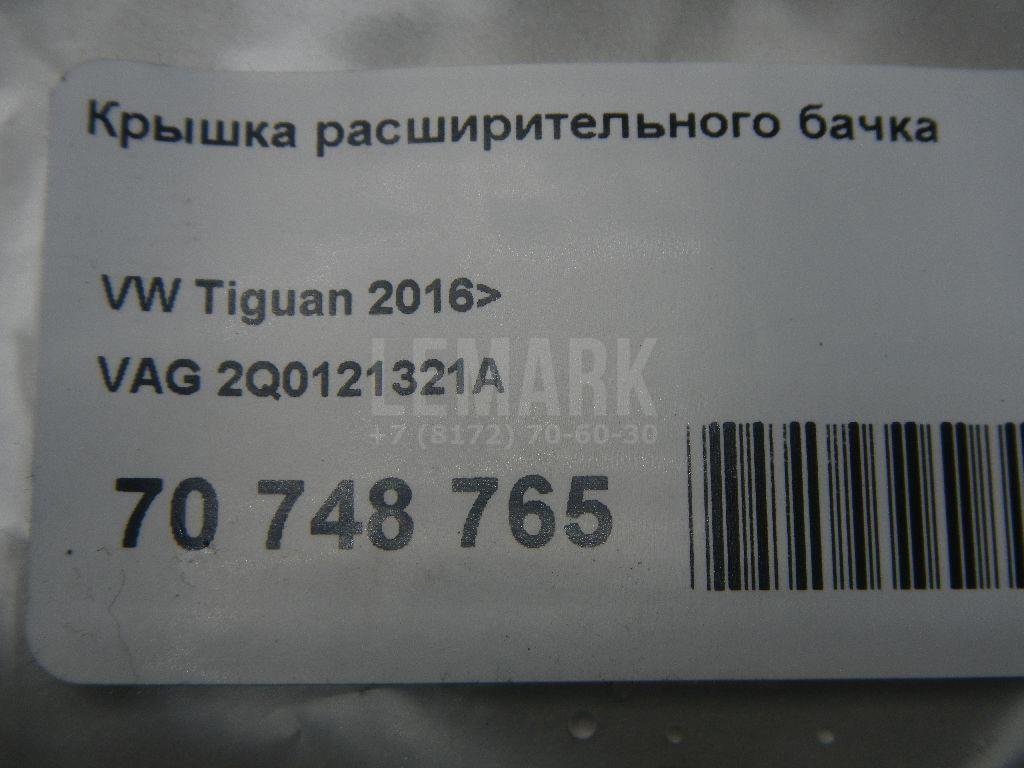 Крышка расширительного бачка
VW Tiguan 2016>
VAG 2Q0121321A
LEMARK
+7 (8172) 70-60-30
70 748 765